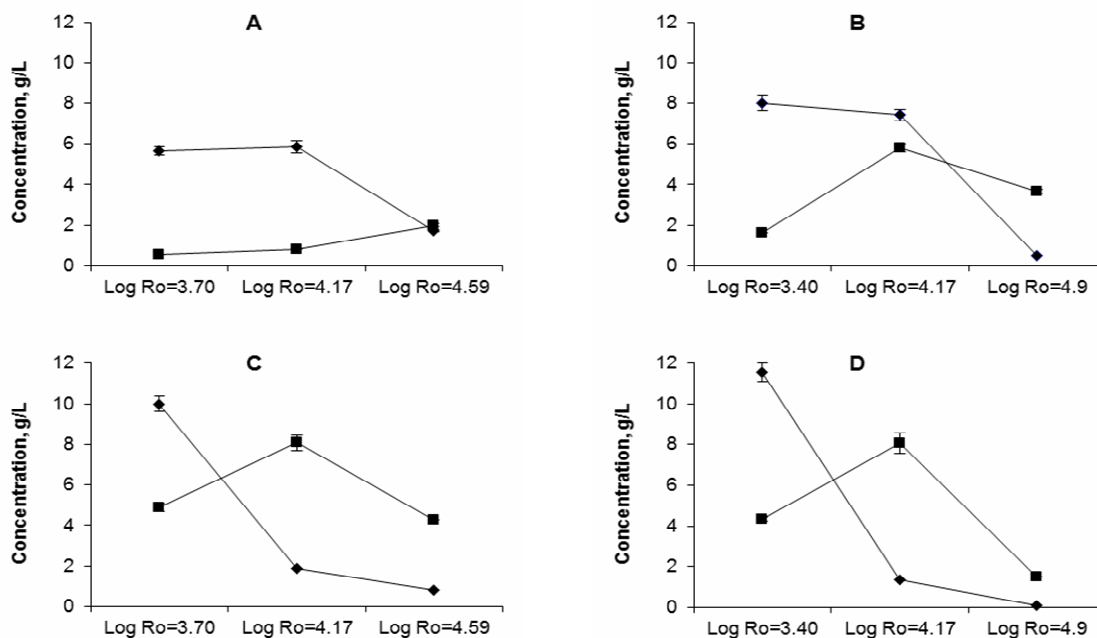 A
Concentration, g/L
12
10
8
6
4
2
0
Log Ro=3.70 Log Ro=4.17 Log Ro=4.59
B
Concentration, g/L
12
10
8
6
4
2
0
Log Ro=3.40 Log Ro=4.17 Log Ro=4.9
C
Concentration, g/L
12
10
8
6
4
2
0
Log Ro=3.70 Log Ro=4.17 Log Ro=4.59
D
Concentration, g/L
12
10
8
6
4
2
0
Log Ro=3.40 Log Ro=4.17 Log Ro=4.9